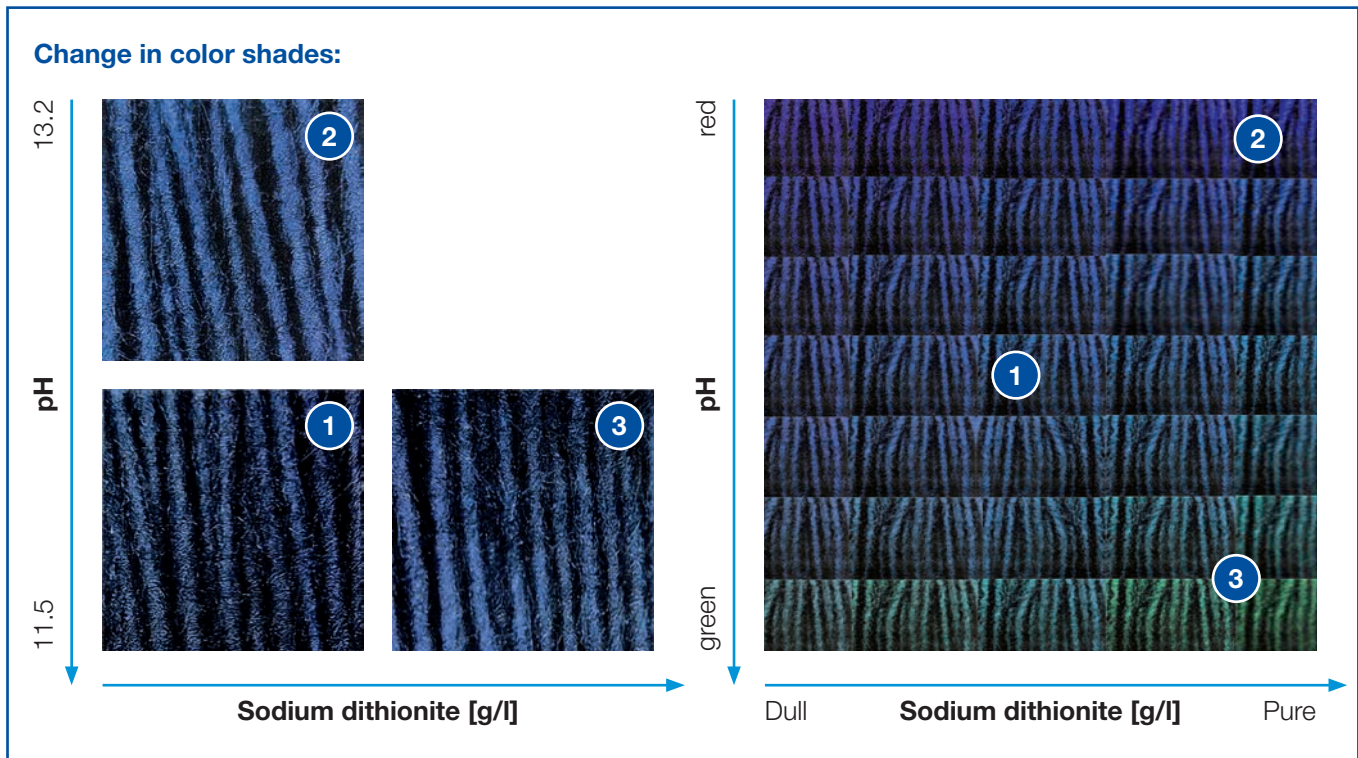 Change in color shades:
13.2
pH
11.5
2
1
3
Sodium dithionite [g/l]
red
pH
green
2
1
3
Dull
Sodium dithionite [g/l]
Pure